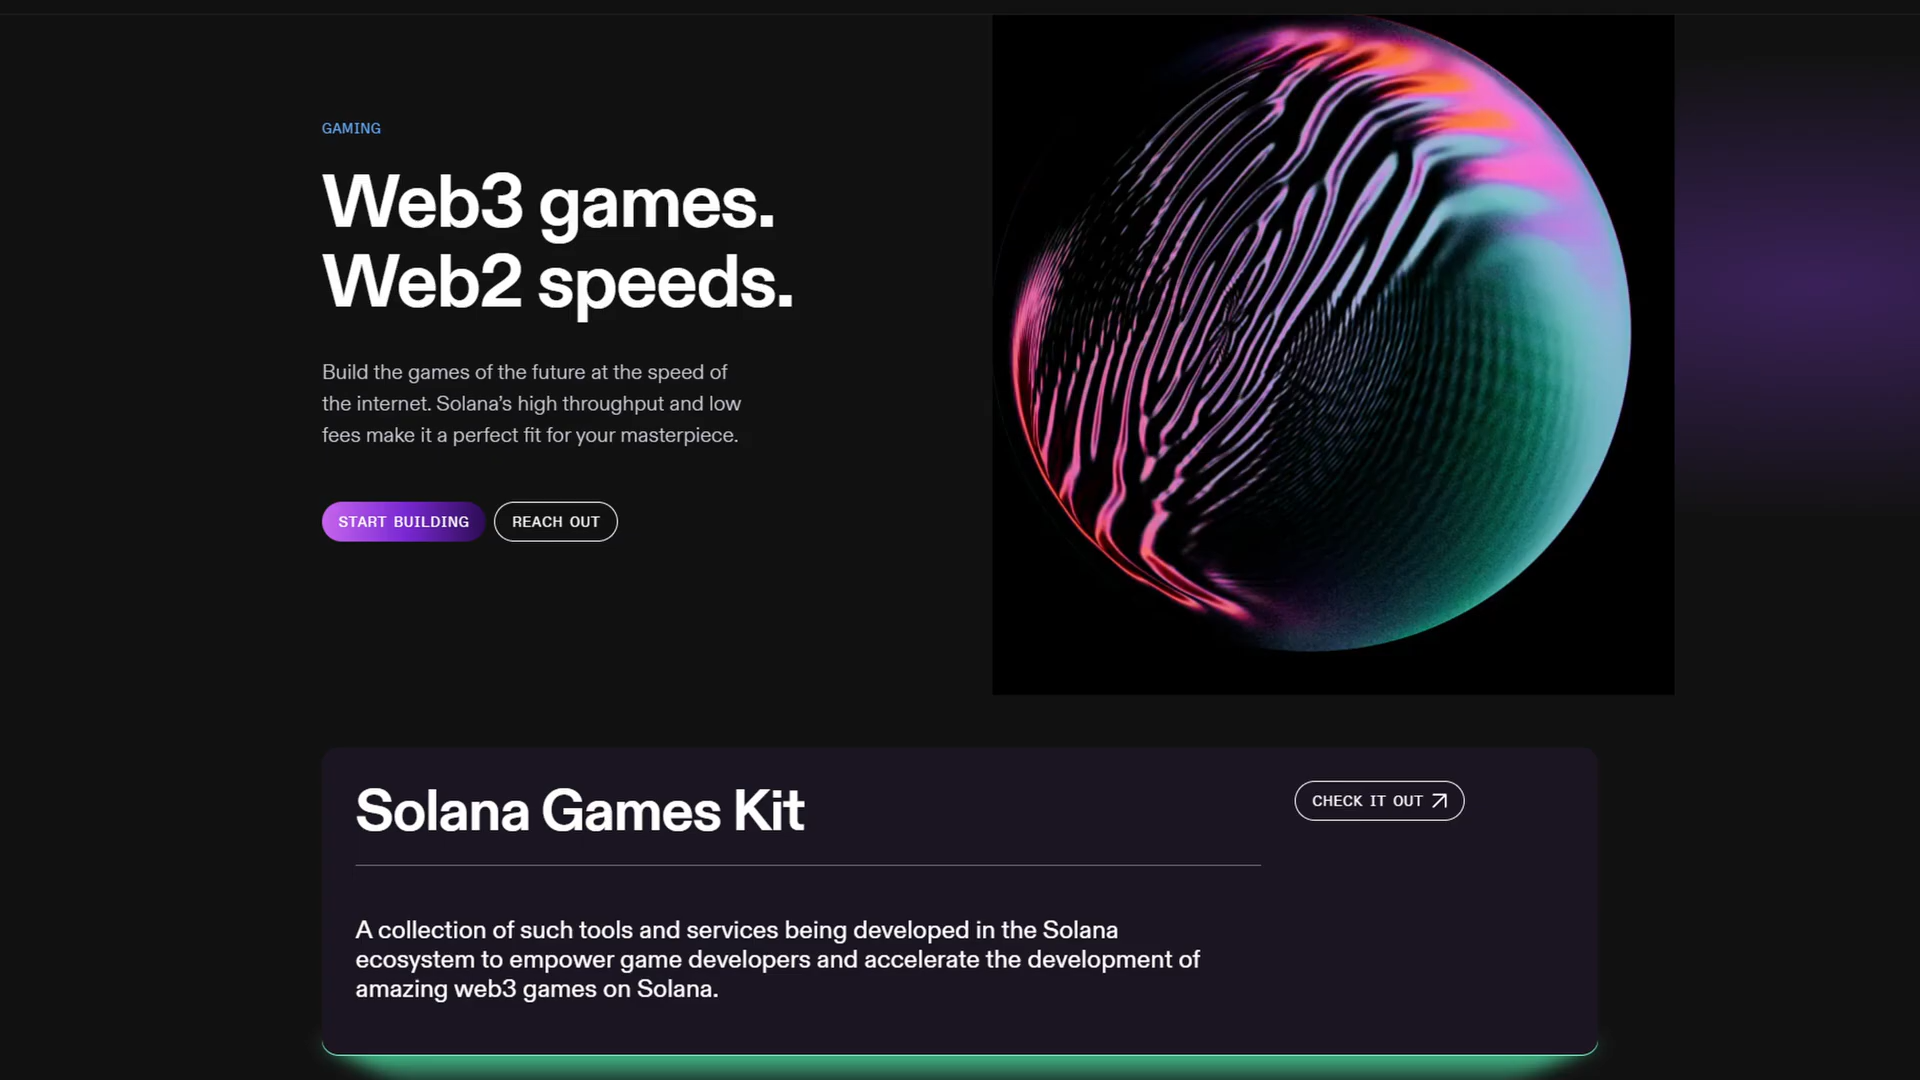 GAMING
Web3 games.
Web2 speeds.
Build the games of the future at the speed of
the internet. Solana’s high throughput and low
fees make it a perfect fit for your masterpiece.
START BUILDING
REACH OUT
Solana Games Kit
CHECK IT OUT
A collection of such tools and services being developed in the Solana
ecosystem to empower game developers and accelerate the development of
amazing web3 games on Solana.